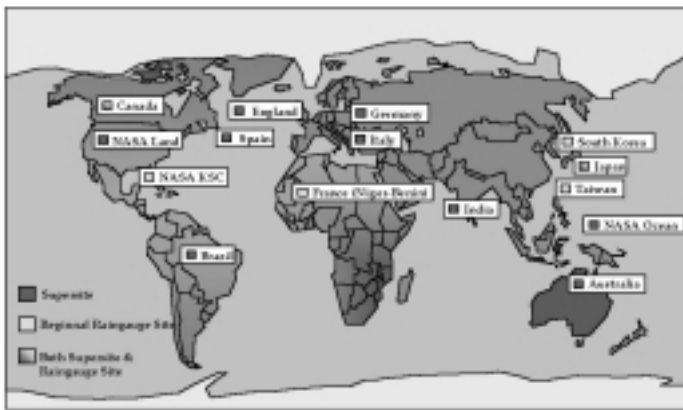 Canada
England
Germany
NASA Land
Spain
Italy
South Korea
Japan
NASA KSC
France (Niger-Benin)
Taiwan
India
NASA Ocean
Brazil
Australia
Supersite
Regional Raingauge Site
Both Supersite &
Raingauge Site